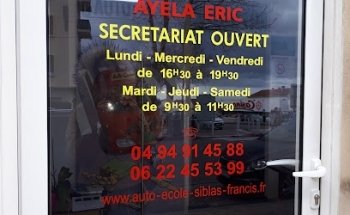 AYELA ERIC
SECRETARIAT OUVERT
Lundi - Mercredi - Vendredi
de 16H30 à 19H30
Mardi - Jeudi - Samedi
de 9H30 à 11H30
04 94 91 45 88
06 22 45 53 99
www.auto-ecole-siblas-francis.fr